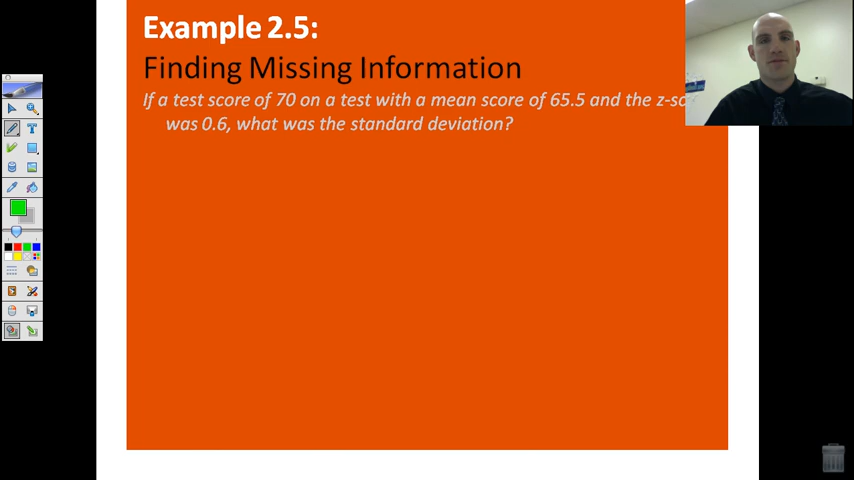 Example 2.5:
Finding Missing Information
If a test score of 70 on a test with a mean score of 65.5 and the
was 0.6, what was the standard deviation?
T